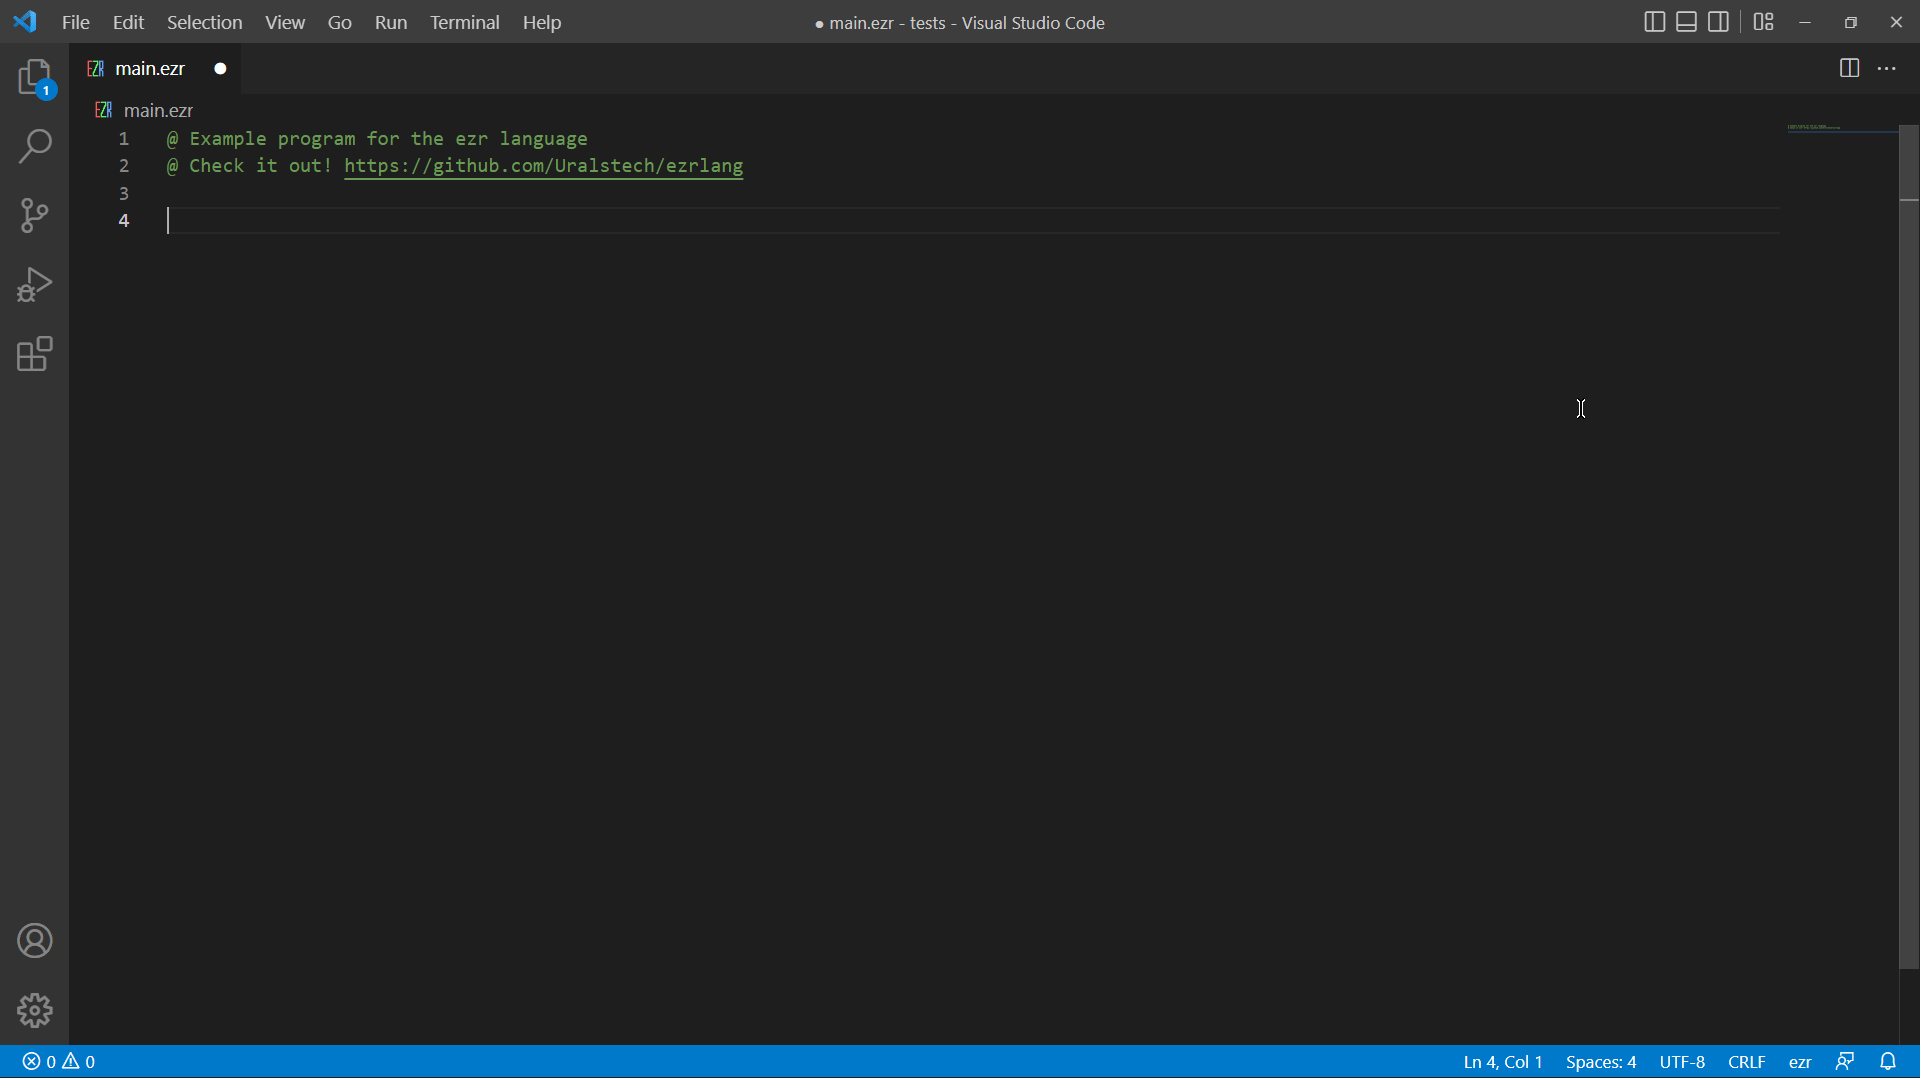 File Edit Selection View Go Run Terminal Help ● main.ezr - tests - Visual Studio Code
EZR main.ezr ●
1
EZR main.ezr
1 @ Example program for the ezr language
2 @ Check it out! https://github.com/Uralstech/ezrlang
3
4
0 0 Ln 4, Col 1 Spaces: 4 UTF-8 CRLF ezr